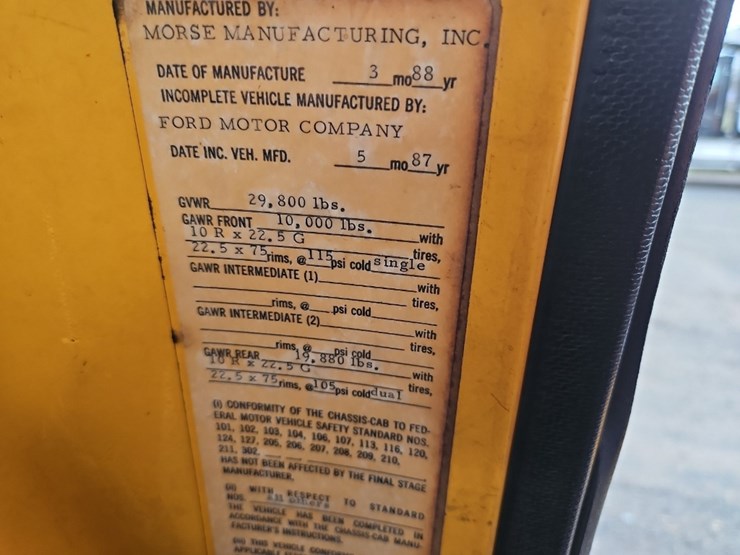 MANUFACTURED BY:
MORSE MANUFACTURING, INC
DATE OF MANUFACTURE 3 mo 88 yr
INCOMPLETE VEHICLE MANUFACTURED BY:
FORD MOTOR COMPANY
DATE INC. VEH. MFD. 5 mo 87 yr
GVWR 29,800 lbs.
GAWR FRONT 10,000 lbs. with
10 R x 22.5 G tires,
22.5 x 75 rims, @ 115 psi cold single
GAWR INTERMEDIATE (1) with
tires,
rims, @ psi cold
GAWR INTERMEDIATE (2) with
tires,
rims, @ psi cold
GAWR REAR 19,880 lbs. with
10 R x 22.5 G tires,
22.5 x 75 rims, @ 105 psi cold dual
(i) CONFORMITY OF THE CHASSIS-CAB TO FED-
ERAL MOTOR VEHICLE SAFETY STANDARD NOS.
101, 102, 103, 104, 106, 107, 113, 116, 120,
124, 127, 205, 206, 207, 208, 209, 210,
211, 302,
HAS NOT BEEN AFFECTED BY THE FINAL STAGE
MANUFACTURER.
(ii) WITH RESPECT TO STANDARD
NOS. all others
THE VEHICLE HAS BEEN COMPLETED IN
ACCORDANCE WITH THE CHASSIS CAB MANU-
FACTURER'S INSTRUCTIONS.
THIS VEHICLE